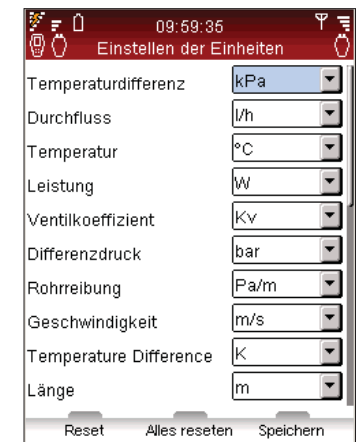 09:59:35
Einstellen der Einheiten
Temperaturdifferenz kPa
Durchfluss l/h
Temperatur °C
Leistung W
Ventilkoeffizient Kv
Differenzdruck bar
Rohrreibung Pa/m
Geschwindigkeit m/s
Temperature Difference K
Länge m
Reset Alles reseten Speichern